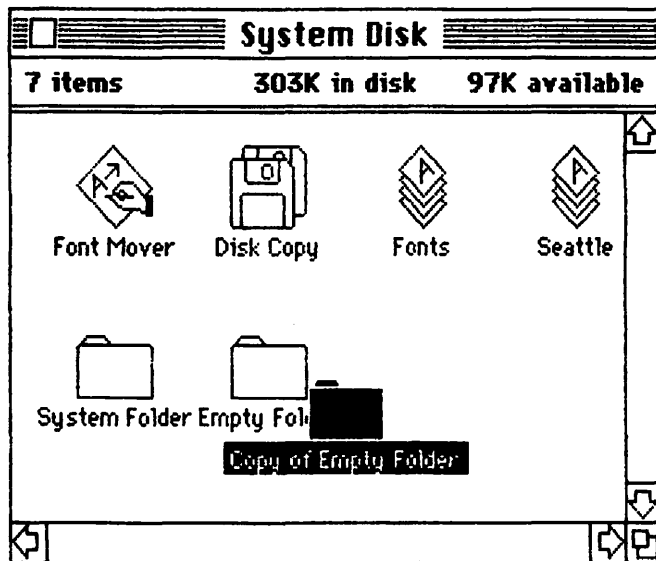 System Disk
7 items 303K in disk 97K available
Font Mover Disk Copy Fonts Seattle
System Folder Empty Fol
Copy of Empty Folder